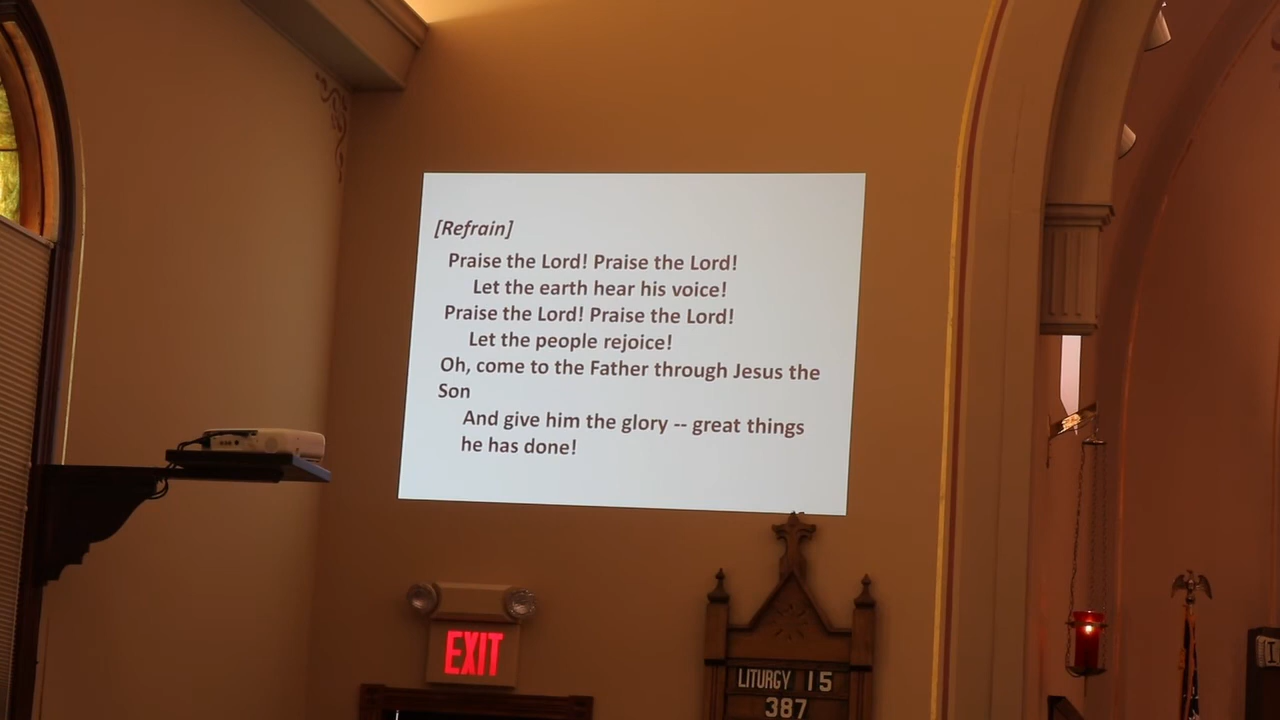 [Refrain]
Praise the Lord! Praise the Lord!
Let the earth hear his voice!
Praise the Lord! Praise the Lord!
Let the people rejoice!
Oh, come to the Father through Jesus the
Son
And give him the glory -- great things
he has done!
EXIT
LITURGY 15
387